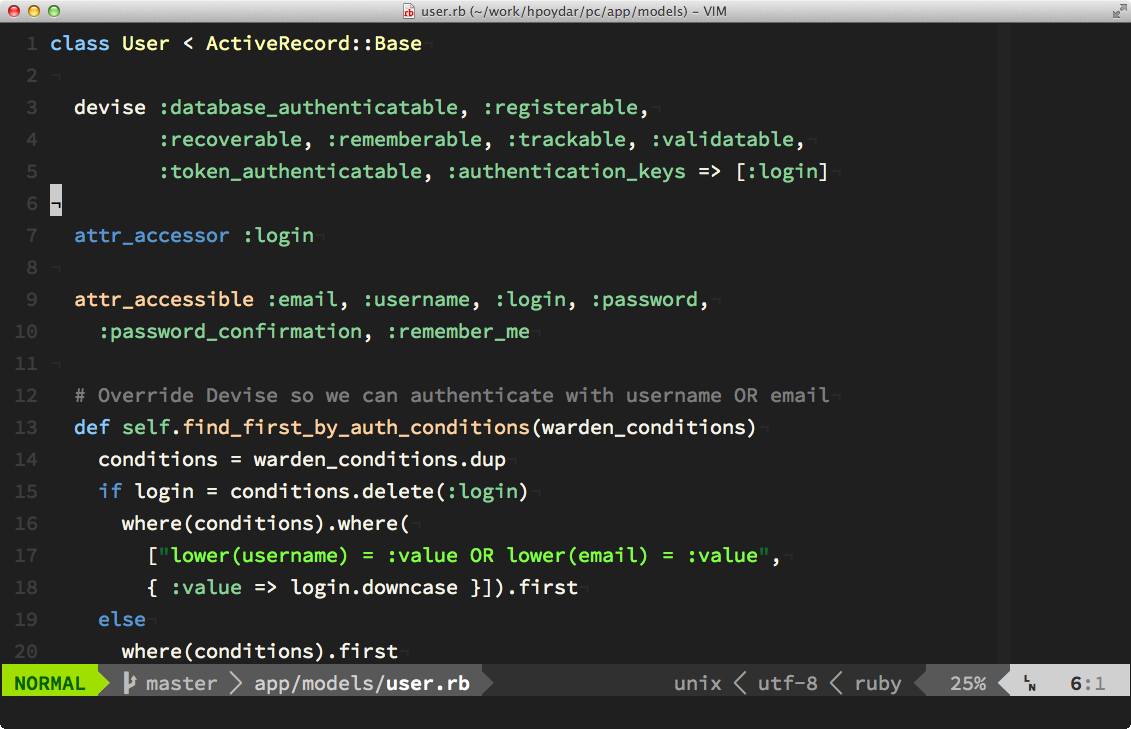 user.rb (~/work/hpoydar/pc/app/models) – VIM
1 class User < ActiveRecord::Base¬
2 ¬
3   devise :database_authenticatable, :registerable,¬
4          :recoverable, :rememberable, :trackable, :validatable,¬
5          :token_authenticatable, :authentication_keys => [:login]¬
6 ¬
7   attr_accessor :login¬
8 ¬
9   attr_accessible :email, :username, :login, :password,¬
10     :password_confirmation, :remember_me¬
11 ¬
12   # Override Devise so we can authenticate with username OR email¬
13   def self.find_first_by_auth_conditions(warden_conditions)¬
14     conditions = warden_conditions.dup¬
15     if login = conditions.delete(:login)¬
16       where(conditions).where(¬
17         ["lower(username) = :value OR lower(email) = :value",¬
18         { :value => login.downcase }]).first¬
19     else¬
20       where(conditions).first¬
NORMAL master app/models/user.rb unix utf-8 ruby 25% LN 6:1